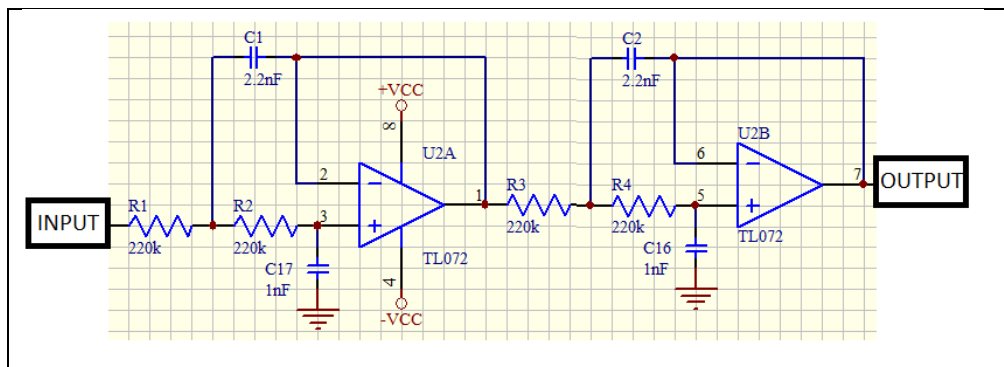 C1
2.2nF
+VCC
8
U2A
2
1
INPUT
R1
220k
R2
220k
3
TL072
C17
1nF
4
-VCC
C2
2.2nF
U2B
6
7
OUTPUT
R3
220k
R4
220k
5
TL072
C16
1nF